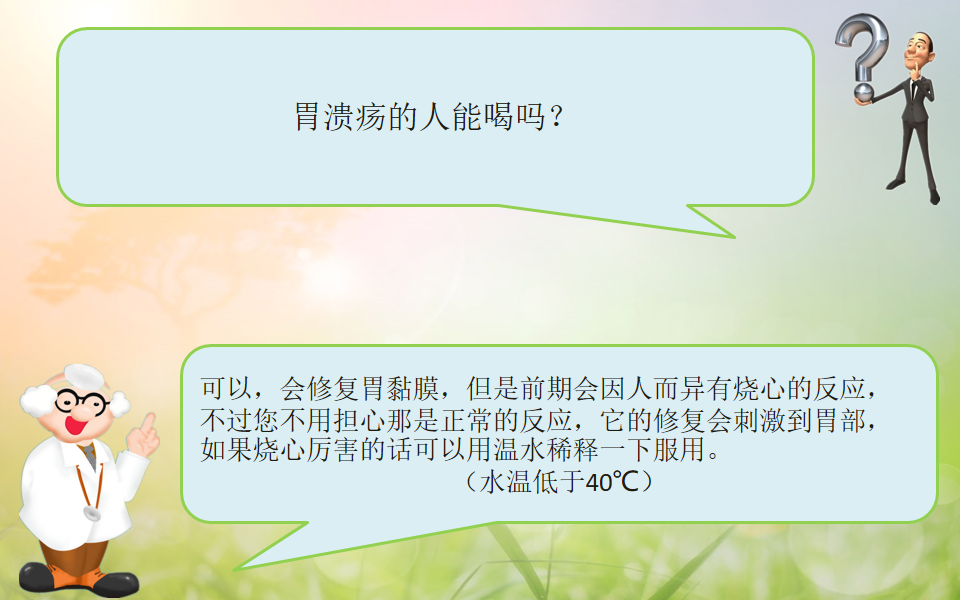 胃溃疡的人能喝吗？
可以，会修复胃黏膜，但是前期会因人而异有烧心的反应，
不过您不用担心那是正常的反应，它的修复会刺激到胃部，
如果烧心厉害的话可以用温水稀释一下服用。
（水温低于40℃）